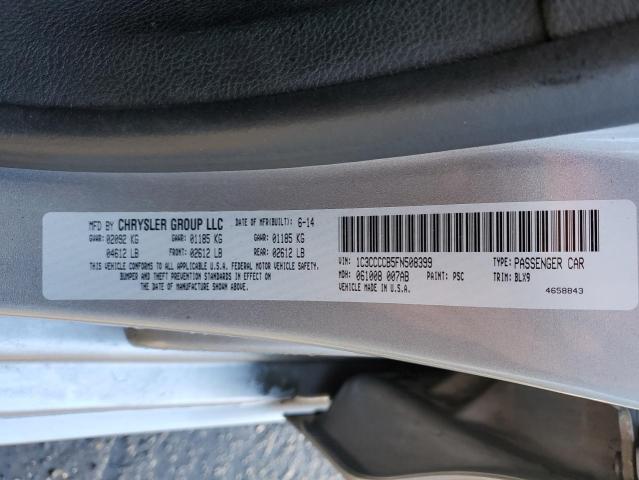 MFD BY CHRYSLER GROUP LLC DATE OF MFR(BUILT): 6-14
GVWR: 02092 KG GAWR: 01185 KG GAWR: 01185 KG
04612 LB FRONT: 02612 LB REAR: 02612 LB
THIS VEHICLE CONFORMS TO ALL APPLICABLE U.S.A. FEDERAL MOTOR VEHICLE SAFETY,
BUMPER AND THEFT PREVENTION STANDARDS IN EFFECT ON
THE DATE OF MANUFACTURE SHOWN ABOVE.
VIN: 1C3CCCCB5FN508399 TYPE: PASSENGER CAR
MDH: 061008 007AB PAINT: PSC TRIM: BLX9
VEHICLE MADE IN U.S.A.
4658843